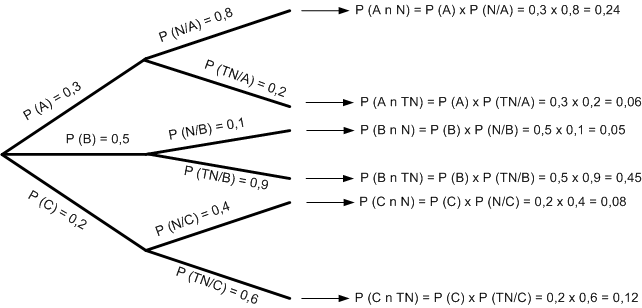 P (N/A) = 0,8
P (A n N) = P (A) x P (N/A) = 0,3 x 0,8 = 0,24
P (A) = 0,3
P (TN/A) = 0,2
P (A n TN) = P (A) x P (TN/A) = 0,3 x 0,2 = 0,06
P (B) = 0,5
P (N/B) = 0,1
P (B n N) = P (B) x P (N/B) = 0,5 x 0,1 = 0,05
P (TN/B) = 0,9
P (B n TN) = P (B) x P (TN/B) = 0,5 x 0,9 = 0,45
P (C) = 0,2
P (N/C) = 0,4
P (C n N) = P (C) x P (N/C) = 0,2 x 0,4 = 0,08
P (TN/C) = 0,6
P (C n TN) = P (C) x P (TN/C) = 0,2 x 0,6 = 0,12